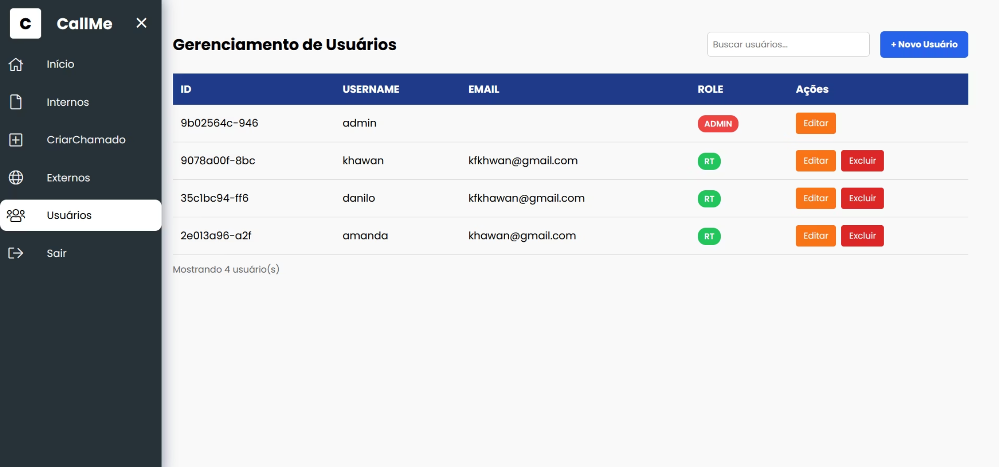 C CallMe
Início
Internos
CriarChamado
Externos
Usuários
Sair
Gerenciamento de Usuários
Buscar usuários...
+ Novo Usuário
ID USERNAME EMAIL ROLE Ações
9b02564c-946 admin ADMIN Editar
9078a00f-8bc khawan kfkhwan@gmail.com RT Editar Excluir
35c1bc94-ff6 danilo kfkhawan@gmail.com RT Editar Excluir
2e013a96-a2f amanda khawan@gmail.com RT Editar Excluir
Mostrando 4 usuário(s)